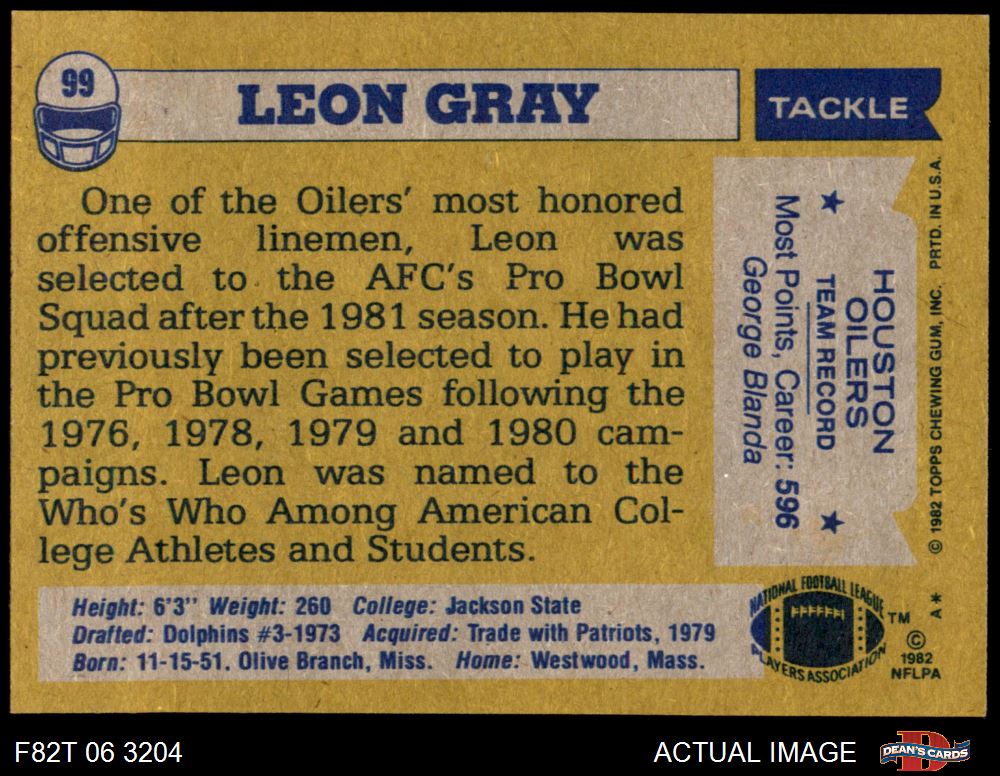 99
LEON GRAY
TACKLE
One of the Oilers' most honored
offensive linemen, Leon was
selected to the AFC's Pro Bowl
Squad after the 1981 season. He had
previously been selected to play in
the Pro Bowl Games following the
1976, 1978, 1979 and 1980 cam-
paigns. Leon was named to the
Who's Who Among American Col-
lege Athletes and Students.
HOUSTON
OILERS
TEAM RECORD
★ Most Points, Career: 596 ★
George Blanda
© 1982 TOPPS CHEWING GUM, INC. PRTD. IN U.S.A.
Height: 6'3" Weight: 260 College: Jackson State
Drafted: Dolphins #3-1973 Acquired: Trade with Patriots, 1979
Born: 11-15-51. Olive Branch, Miss. Home: Westwood, Mass.
NATIONAL FOOTBALL LEAGUE
PLAYERS ASSOCIATION
TM
A*
©
1982
NFLPA
F82T 06 3204
ACTUAL IMAGE
D
DEAN'S CARDS